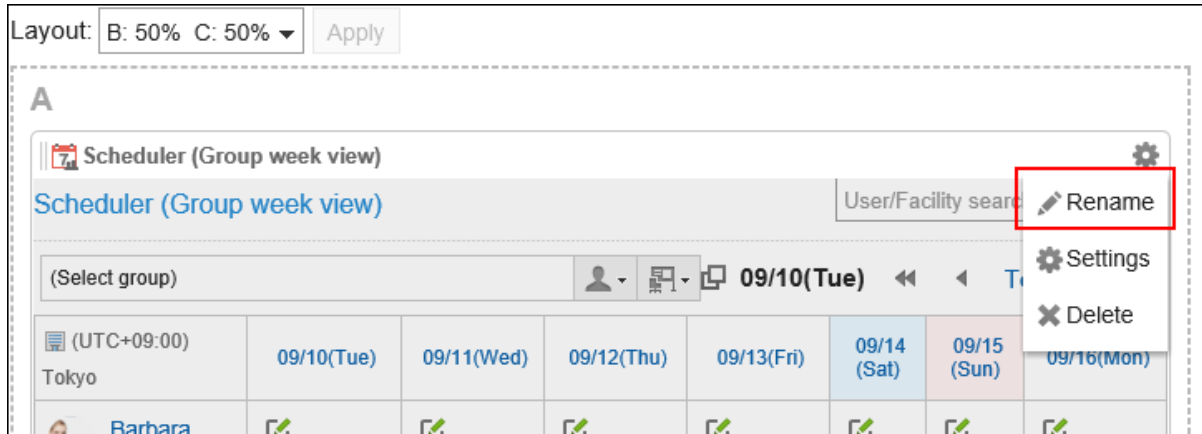 Layout: B: 50% C: 50% Apply
A
7 Scheduler (Group week view)
Scheduler (Group week view) User/Facility searc
Rename
Settings
Delete
(Select group) 09/10(Tue)
(UTC+09:00)
Tokyo
09/10(Tue) 09/11(Wed) 09/12(Thu) 09/13(Fri) 09/14 (Sat) 09/15 (Sun) 09/16(Mon)
Barbara